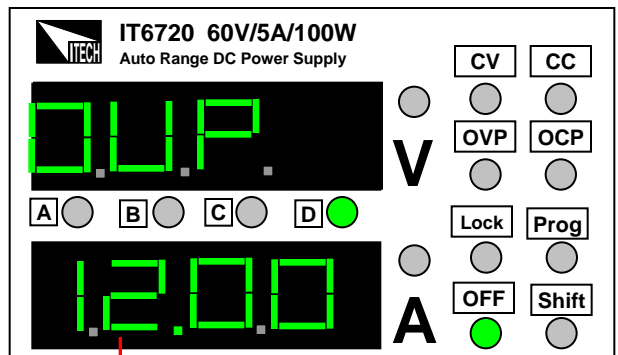 ITECH
IT6720 60V/5A/100W
Auto Range DC Power Supply
CV CC
OUP
V
OVP OCP
A B C D
Lock Prog
12.00
A
OFF Shift